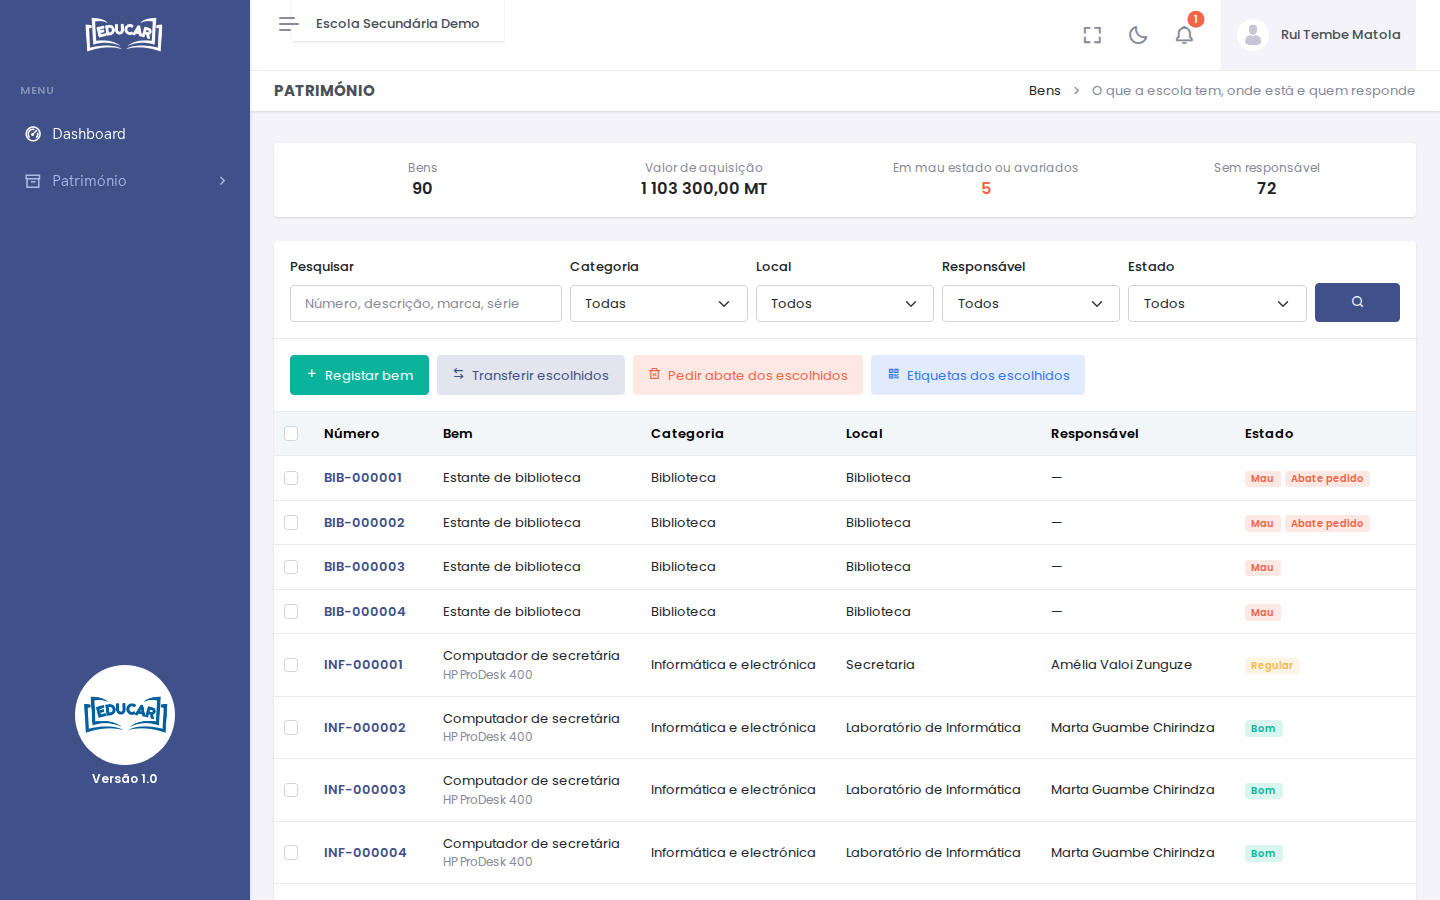 EDUCAR
MENU
Dashboard
Património
EDUCAR
Versão 1.0
Escola Secundária Demo
1
Rui Tembe Matola
PATRIMÓNIO
Bens > O que a escola tem, onde está e quem responde
Bens
90
Valor de aquisição
1 103 300,00 MT
Em mau estado ou avariados
5
Sem responsável
72
Pesquisar
Número, descrição, marca, série
Categoria
Todas
Local
Todos
Responsável
Todos
Estado
Todos
Registar bem
Transferir escolhidos
Pedir abate dos escolhidos
Etiquetas dos escolhidos
Número Bem Categoria Local Responsável Estado
BIB-000001 Estante de biblioteca Biblioteca Biblioteca — Mau Abate pedido
BIB-000002 Estante de biblioteca Biblioteca Biblioteca — Mau Abate pedido
BIB-000003 Estante de biblioteca Biblioteca Biblioteca — Mau
BIB-000004 Estante de biblioteca Biblioteca Biblioteca — Mau
INF-000001 Computador de secretária Informática e electrónica Secretaria Amélia Valoi Zunguze Regular
HP ProDesk 400
INF-000002 Computador de secretária Informática e electrónica Laboratório de Informática Marta Guambe Chirindza Bom
HP ProDesk 400
INF-000003 Computador de secretária Informática e electrónica Laboratório de Informática Marta Guambe Chirindza Bom
HP ProDesk 400
INF-000004 Computador de secretária Informática e electrónica Laboratório de Informática Marta Guambe Chirindza Bom
HP ProDesk 400